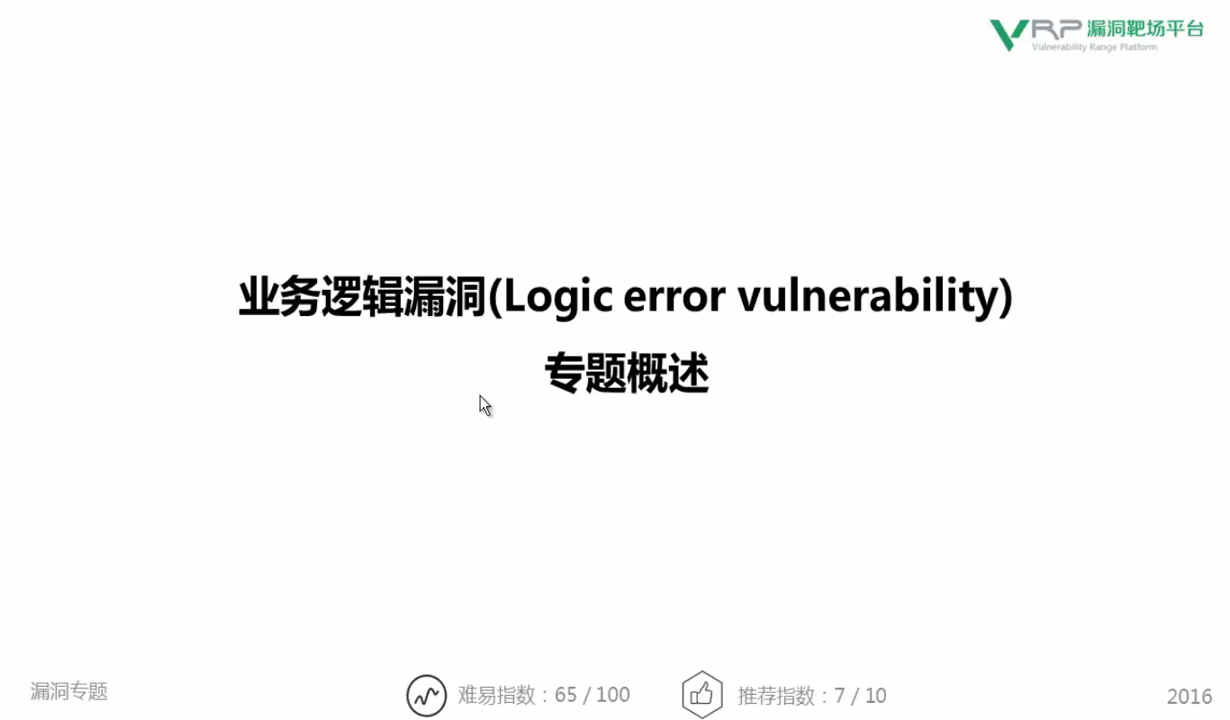 VRP 漏洞靶场平台
Vulnerability Range Platform
业务逻辑漏洞(Logic error vulnerability)
专题概述
漏洞专题
难易指数：65 / 100
推荐指数：7 / 10
2016